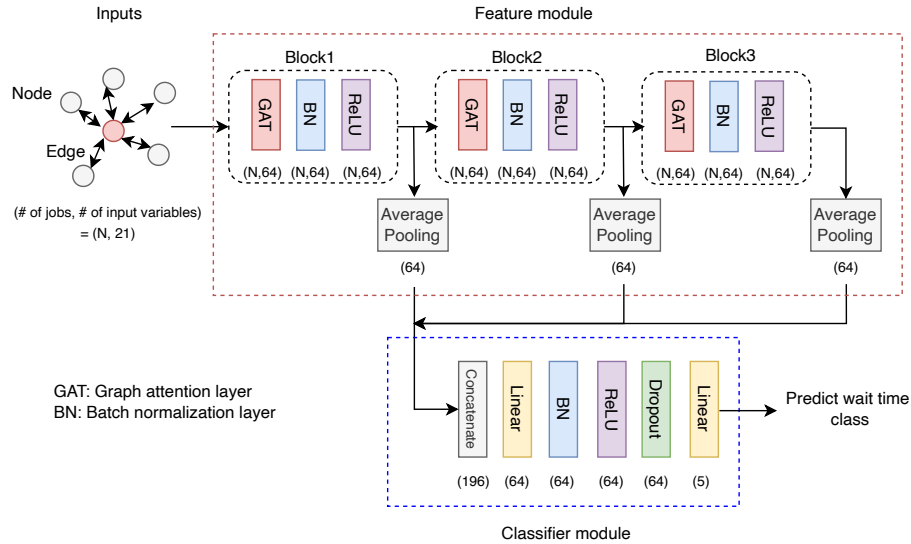 Inputs
Feature module
Block1
Block2
Block3
Node
Edge
GAT
BN
ReLU
GAT
BN
ReLU
GAT
BN
ReLU
(N,64)
(N,64)
(N,64)
(N,64)
(N,64)
(N,64)
(N,64)
(N,64)
(N,64)
(# of jobs, # of input variables)
= (N, 21)
Average
Pooling
Average
Pooling
Average
Pooling
(64)
(64)
(64)
GAT: Graph attention layer
BN: Batch normalization layer
Concatenate
Linear
BN
ReLU
Dropout
Linear
(196)
(64)
(64)
(64)
(64)
(5)
Predict wait time
class
Classifier module